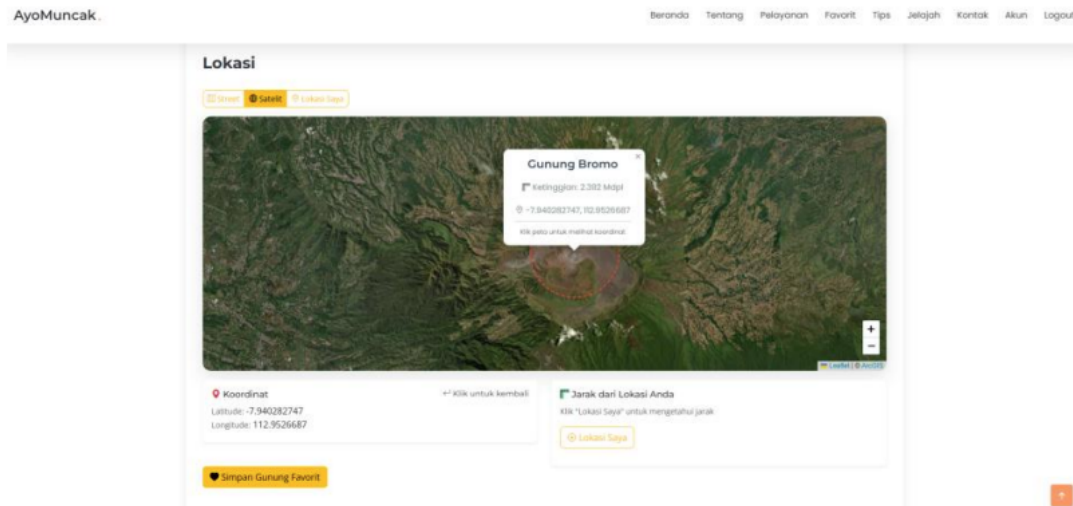 AyoMuncak.
Beranda Tentang Pelayanan Favorit Tips Jelajah Kontak Akun Logout
Lokasi
Street Satelit Lokasi Saya
Gunung Bromo ×
Ketinggian: 2.392 Mdpl
-7.940282747, 112.9526687
Klik peta untuk melihat koordinat
+
−
Leaflet | © ArcGIS
Koordinat ↩ Klik untuk kembali
Latitude: -7.940282747
Longitude: 112.9526687
Jarak dari Lokasi Anda
Klik "Lokasi Saya" untuk mengetahui jarak
Lokasi Saya
Simpan Gunung Favorit